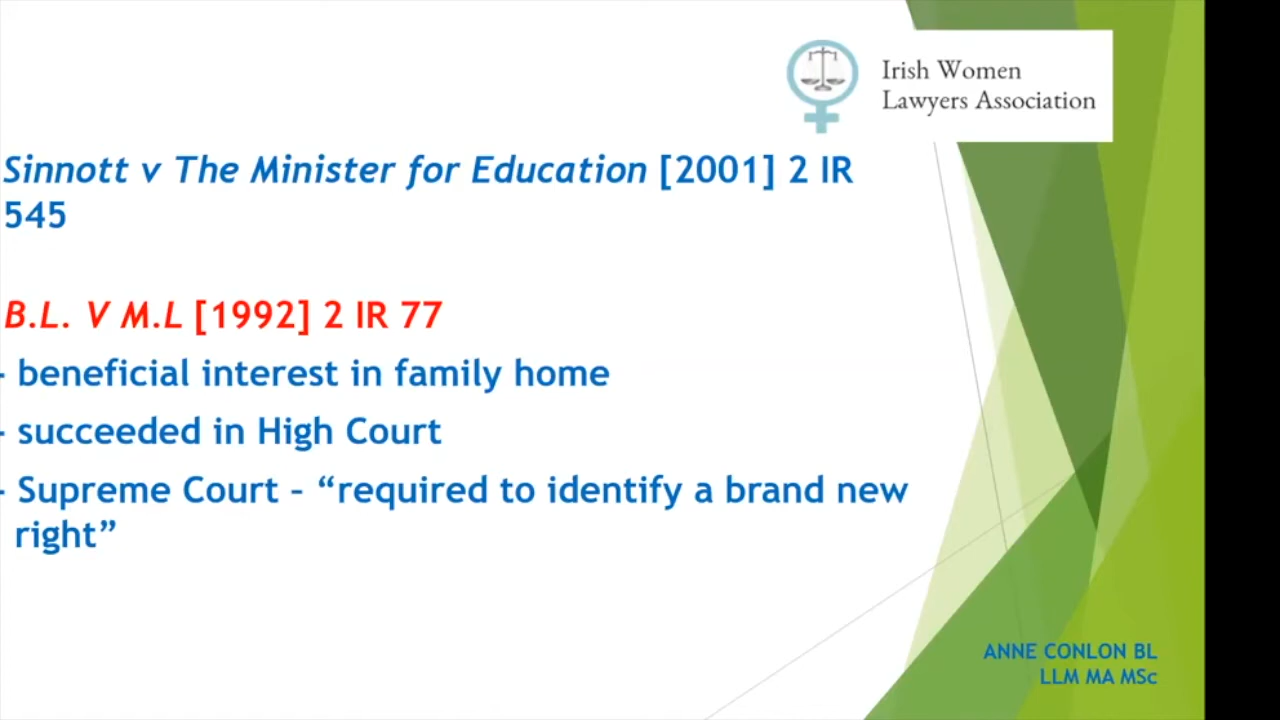 Irish Women
Lawyers Association
Sinnott v The Minister for Education [2001] 2 IR
545
B.L. V M.L [1992] 2 IR 77
- beneficial interest in family home
- succeeded in High Court
- Supreme Court – “required to identify a brand new
right”
ANNE CONLON BL
LLM MA MSc